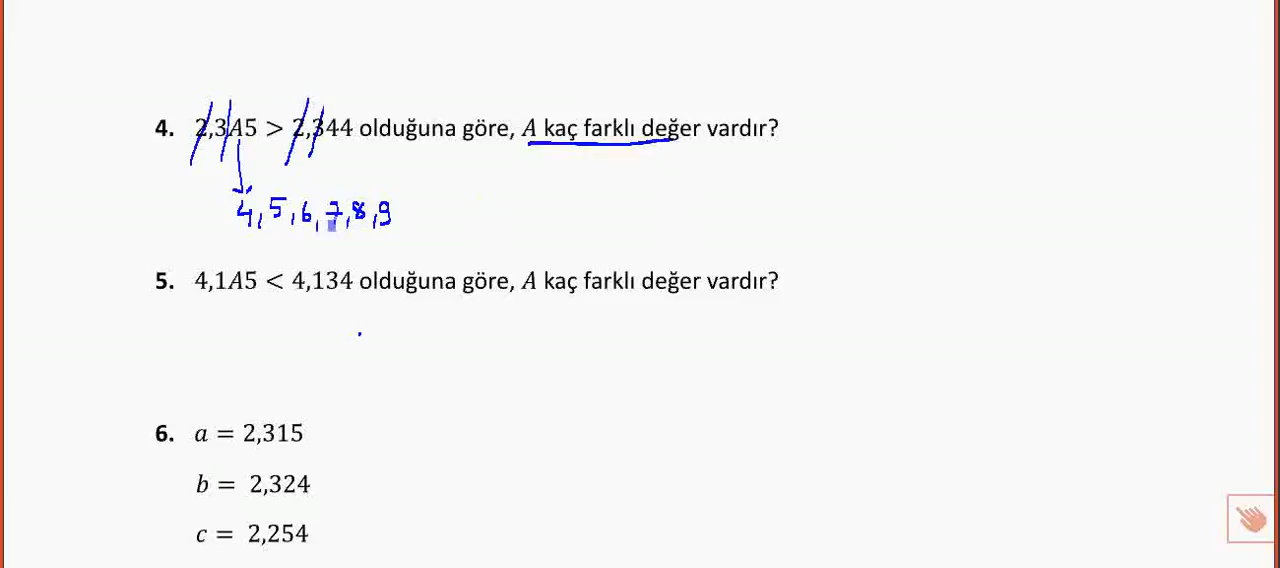 4. 2,3A5 > 2,344 olduğuna göre, A kaç farklı değer vardır?
4, 5, 6, 7, 8, 9
5. 4,1A5 < 4,134 olduğuna göre, A kaç farklı değer vardır?
6. a = 2,315
b = 2,324
c = 2,254